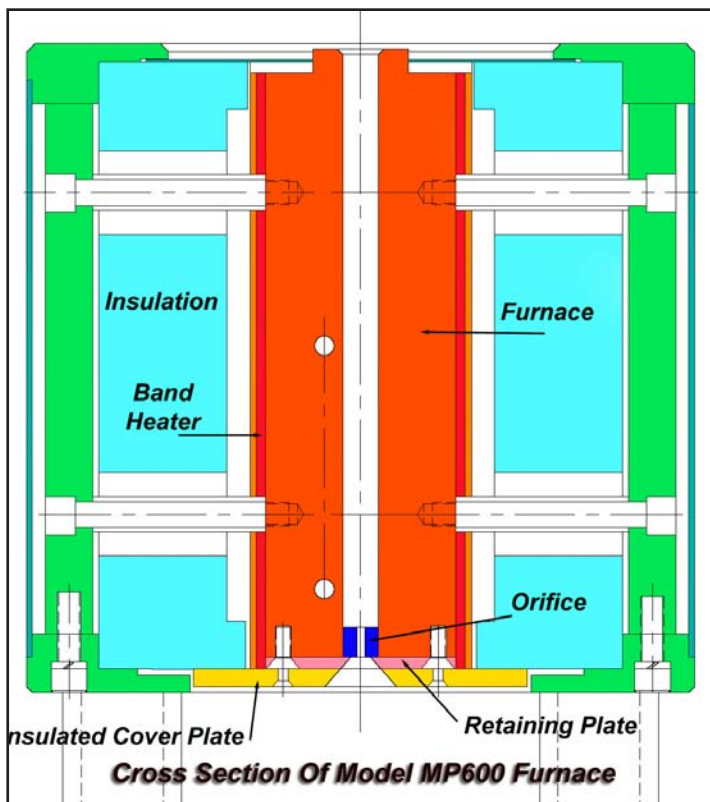 Insulation
Furnace
Band
Heater
Orifice
nsulated Cover Plate
Retaining Plate
Cross Section Of Model MP600 Furnace